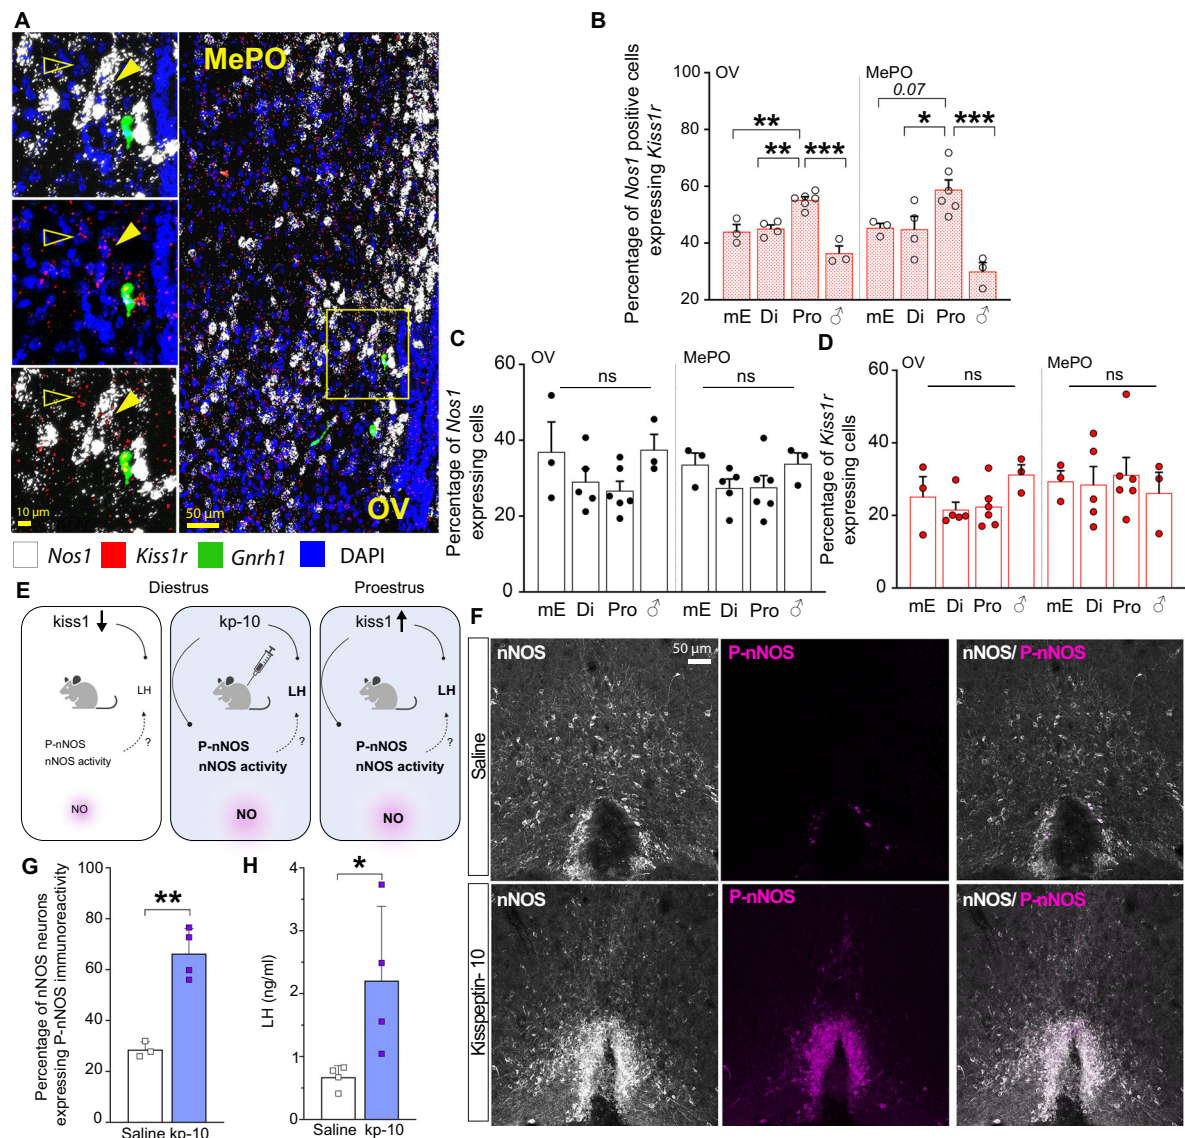 A
MePO
OV
10 µm
50 µm
Nos1
Kiss1r
Gnrh1
DAPI
B
Percentage of Nos1 positive cells
expressing Kiss1r
100
80
60
40
20
OV
MePO
**
**
***
0.07
*
***
mE Di Pro ♂
mE Di Pro ♂
C
Percentage of Nos1
expressing cells
60
40
20
0
OV
MePO
ns
ns
mE Di Pro ♂
mE Di Pro ♂
D
Percentage of Kiss1r
expressing cells
60
40
20
0
OV
MePO
ns
ns
mE Di Pro ♂
mE Di Pro ♂
E
Diestrus
Proestrus
kiss1
LH
?
P-nNOS
nNOS activity
NO
kp-10
LH
?
P-nNOS
nNOS activity
NO
kiss1
LH
?
P-nNOS
nNOS activity
NO
F
Saline
nNOS
50 µm
P-nNOS
nNOS/ P-nNOS
Kisspeptin- 10
nNOS
P-nNOS
nNOS/ P-nNOS
G
Percentage of nNOS neurons
expressing P-nNOS immunoreactivity
100
80
60
40
20
0
**
Saline kp-10
H
LH (ng/ml)
4
3
2
1
0
*
Saline kp-10